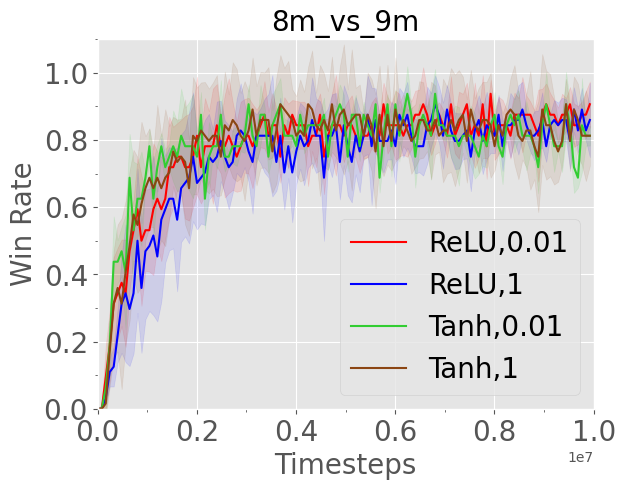 8m_vs_9m
1.0
0.8
0.6
0.4
0.2
0.0
Win Rate
ReLU,0.01
ReLU,1
Tanh,0.01
Tanh,1
0.0 0.2 0.4 0.6 0.8 1.0
1e7
Timesteps